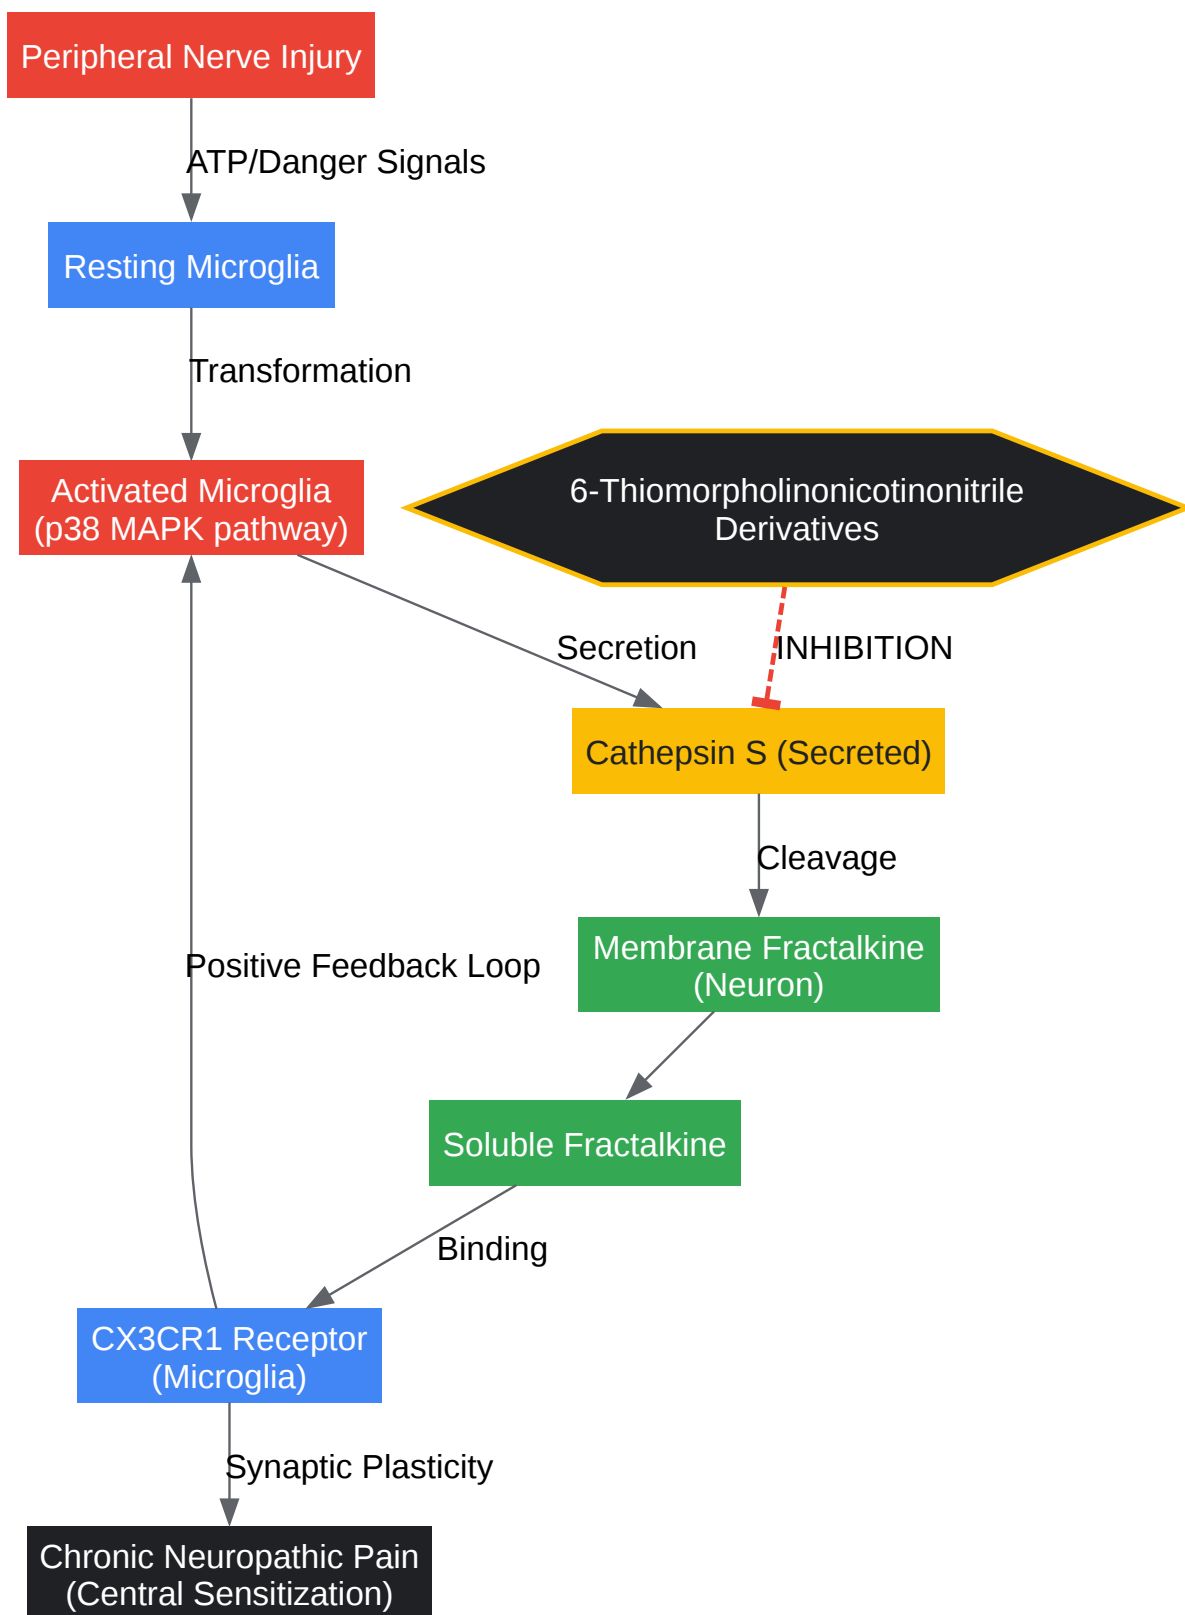 Peripheral Nerve Injury
ATP/Danger Signals
Resting Microglia
Transformation
Activated Microglia
(p38 MAPK pathway)
6-Thiomorpholinonicotinonitrile
Derivatives
Secretion
INHIBITION
Cathepsin S (Secreted)
Cleavage
Membrane Fractalkine
(Neuron)
Positive Feedback Loop
Soluble Fractalkine
Binding
CX3CR1 Receptor
(Microglia)
Synaptic Plasticity
Chronic Neuropathic Pain
(Central Sensitization)